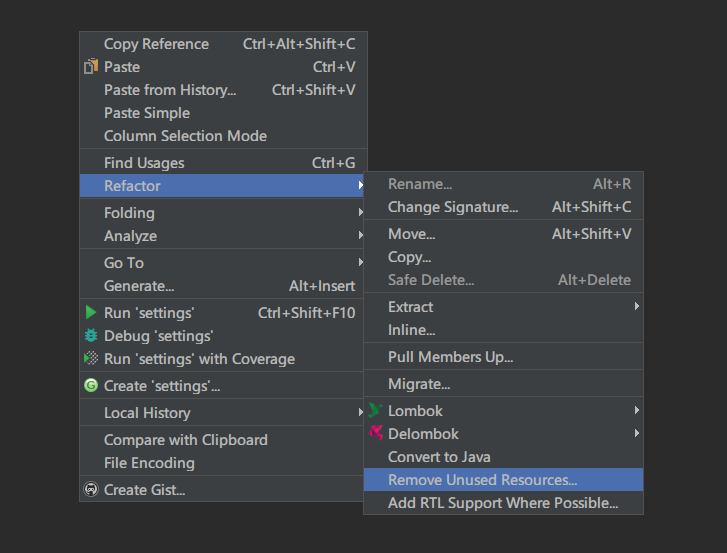 Copy Reference Ctrl+Alt+Shift+C
Paste Ctrl+V
Paste from History... Ctrl+Shift+V
Paste Simple
Column Selection Mode
Find Usages Ctrl+G
Refactor
Folding
Analyze
Go To
Generate... Alt+Insert
Run 'settings' Ctrl+Shift+F10
Debug 'settings'
Run 'settings' with Coverage
Create 'settings'...
Local History
Compare with Clipboard
File Encoding
Create Gist...
Rename... Alt+R
Change Signature... Alt+Shift+C
Move... Alt+Shift+V
Copy...
Safe Delete... Alt+Delete
Extract
Inline...
Pull Members Up...
Migrate...
Lombok
Delombok
Convert to Java
Remove Unused Resources...
Add RTL Support Where Possible...